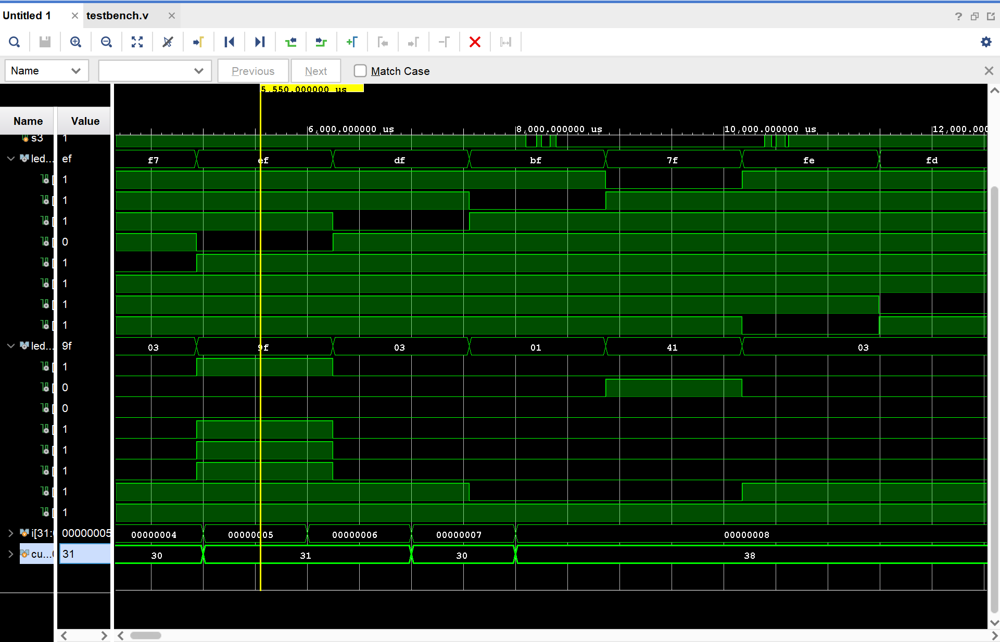 Untitled 1
testbench.v
?
Name
Previous
Next
Match Case
5,550.000000 us
Name
Value
6,000.000000 us
8,000.000000 us
10,000.000000 us
12,000.00
s3
1
led...
ef
f7
ef
df
bf
7f
fe
fd
[
1
[
1
[
1
[
0
[
1
[
1
[
1
[
1
led...
9f
03
9f
03
01
41
03
[
1
[
0
[
0
[
1
[
1
[
1
[
1
[
1
i[31:
00000005
00000004
00000005
00000006
00000007
00000008
cu...
31
30
31
30
38